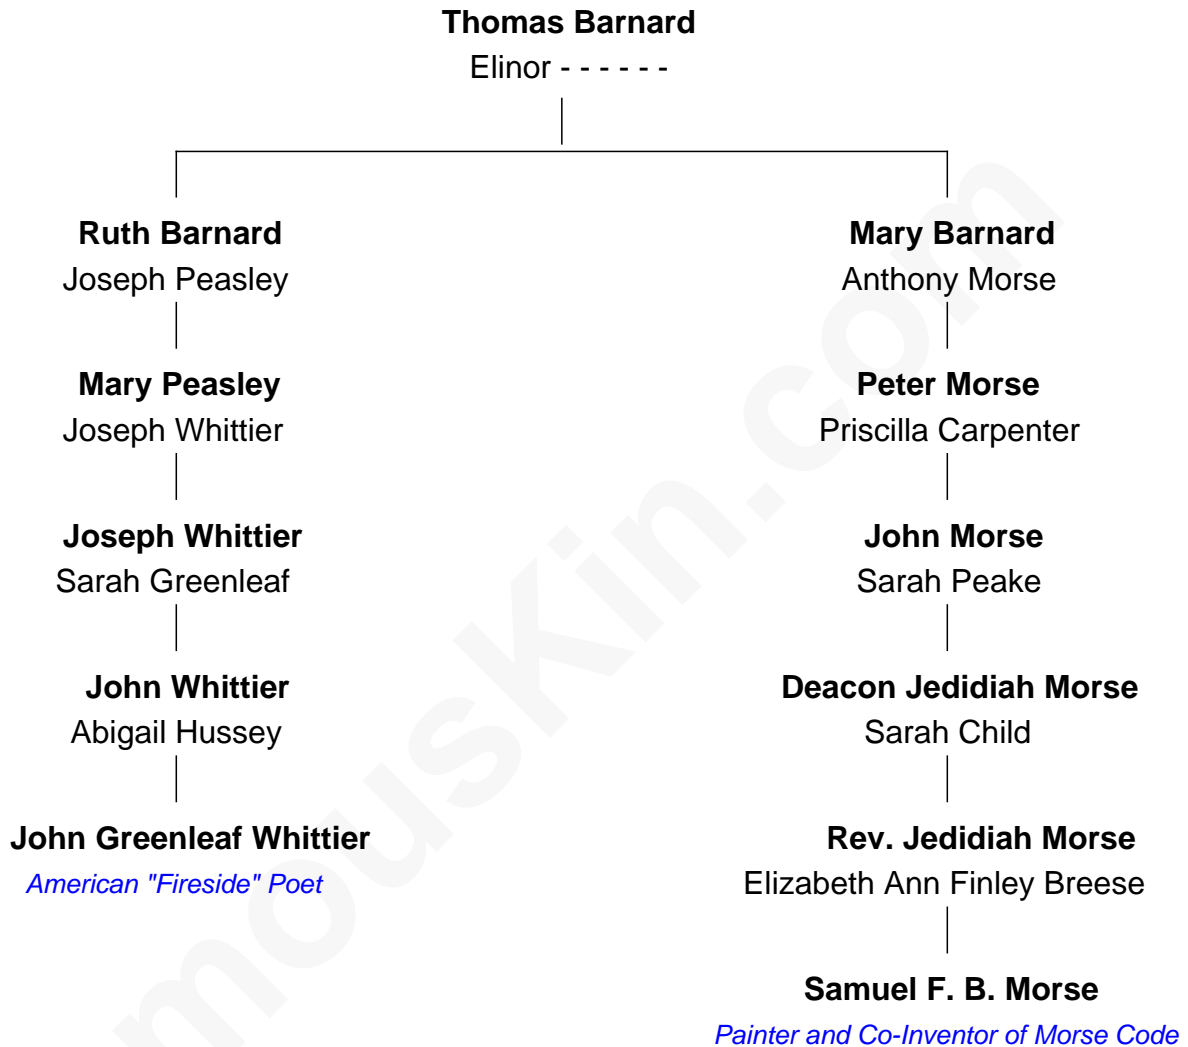 Thomas Barnard
Elinor - - - - - -
Ruth Barnard
Joseph Peasley
Mary Barnard
Anthony Morse
Mary Peasley
Joseph Whittier
Peter Morse
Priscilla Carpenter
Joseph Whittier
Sarah Greenleaf
John Morse
Sarah Peake
John Whittier
Abigail Hussey
Deacon Jedidiah Morse
Sarah Child
John Greenleaf Whittier
American "Fireside" Poet
Rev. Jedidiah Morse
Elizabeth Ann Finley Breese
Samuel F. B. Morse
Painter and Co-Inventor of Morse Code
mousKin.com